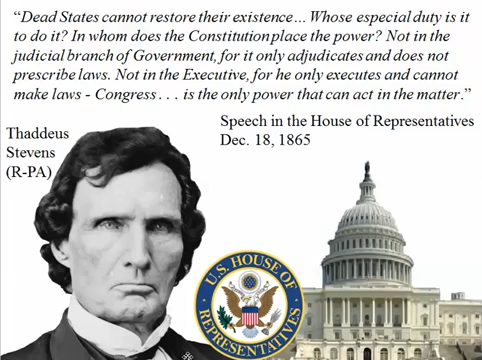 “Dead States cannot restore their existence… Whose especial duty is it
to do it? In whom does the Constitution place the power? Not in the
judicial branch of Government, for it only adjudicates and does not
prescribe laws. Not in the Executive, for he only executes and cannot
make laws - Congress . . . is the only power that can act in the matter.”
Speech in the House of Representatives
Dec. 18, 1865
Thaddeus
Stevens
(R-PA)
U.S. HOUSE OF
REPRESENTATIVES